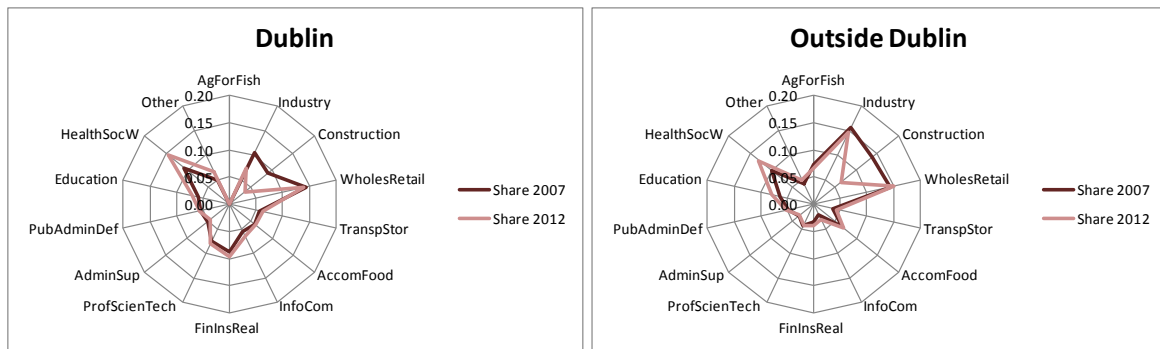 Dublin
AgForFish
Industry
Construction
WholesRetail
TranspStor
AccomFood
InfoCom
FinInsReal
ProfScienTech
AdminSup
PubAdminDef
Education
HealthSocW
Other
0.20
0.15
0.10
0.05
0.00
Share 2007
Share 2012
Outside Dublin
AgForFish
Industry
Construction
WholesRetail
TranspStor
AccomFood
InfoCom
FinInsReal
ProfScienTech
AdminSup
PubAdminDef
Education
HealthSocW
Other
0.20
0.15
0.10
0.05
0.00
Share 2007
Share 2012